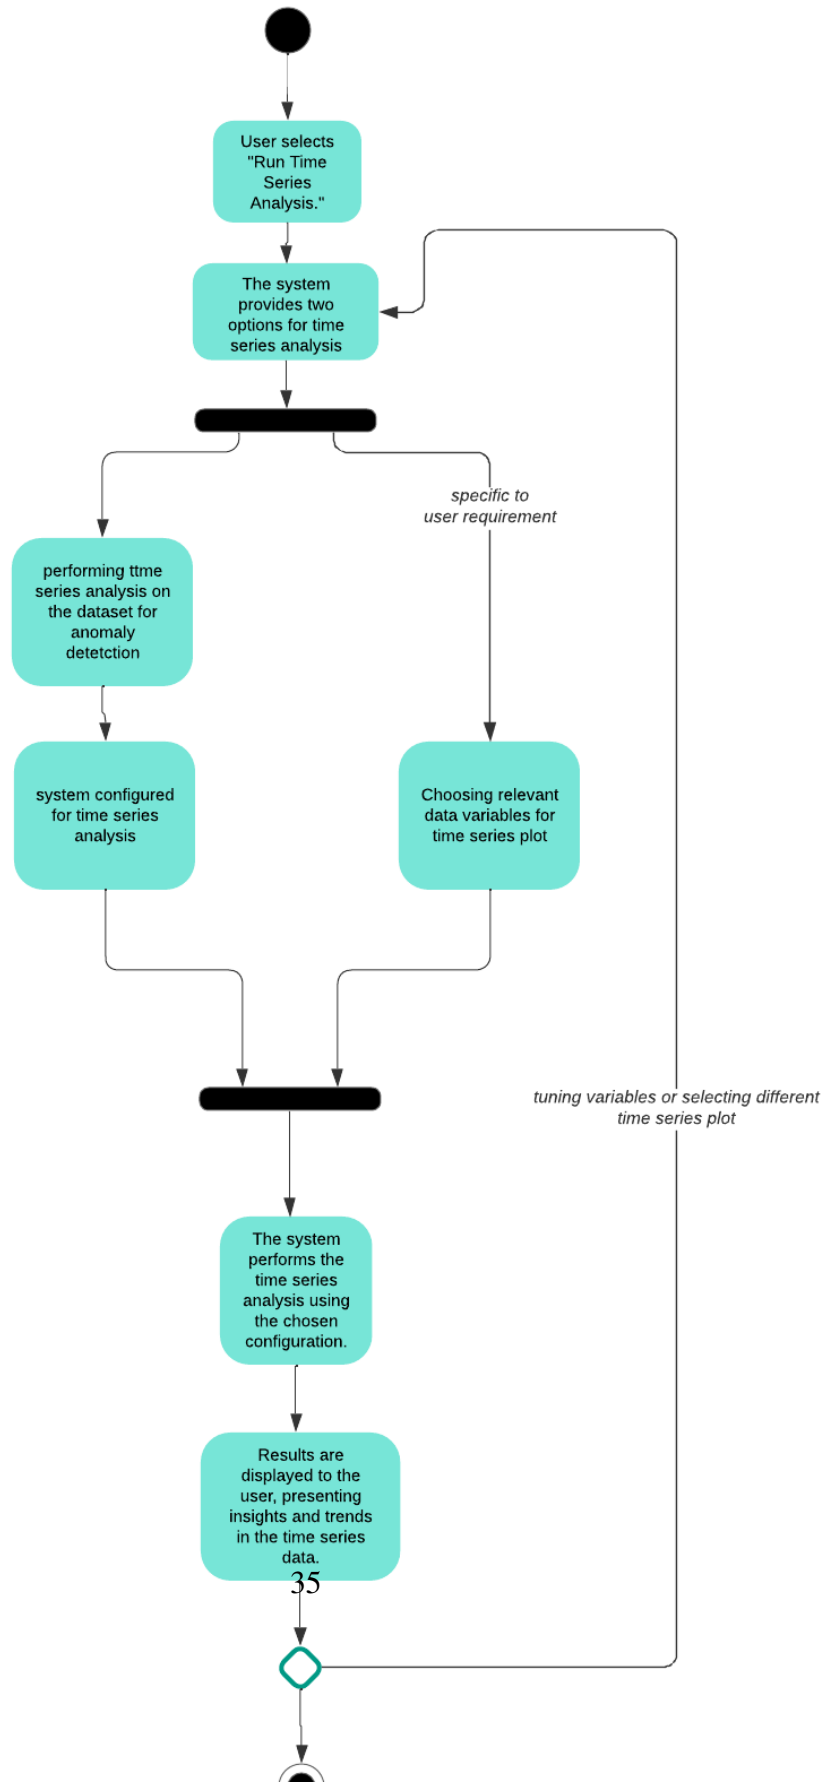 User selects
"Run Time
Series
Analysis."
The system
provides two
options for time
series analysis
specific to
user requirement
performing ttme
series analysis on
the dataset for
anomaly
detetction
system configured
for time series
analysis
Choosing relevant
data variables for
time series plot
tuning variables or selecting different
time series plot
The system
performs the
time series
analysis using
the chosen
configuration.
Results are
displayed to the
user, presenting
insights and trends
in the time series
data.
35